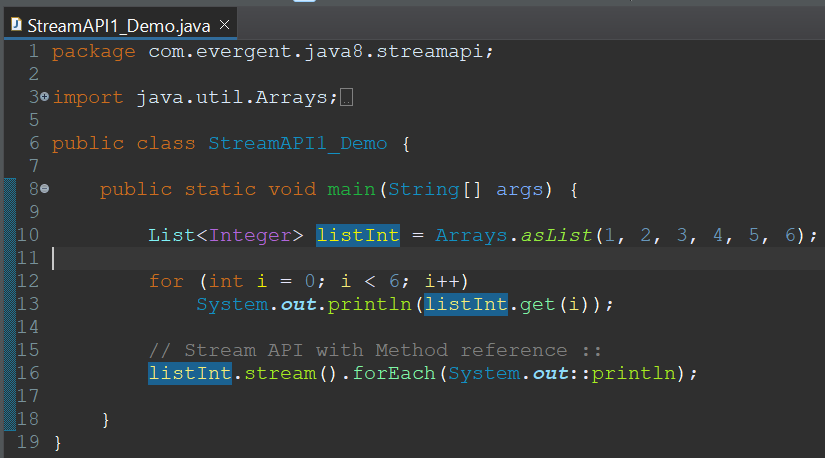 StreamAPI1_Demo.java
1 package com.evergent.java8.streamapi;
2
3 import java.util.Arrays;
5
6 public class StreamAPI1_Demo {
7
8 public static void main(String[] args) {
9
10 List<Integer> listInt = Arrays.asList(1, 2, 3, 4, 5, 6);
11
12 for (int i = 0; i < 6; i++)
13 System.out.println(listInt.get(i));
14
15 // Stream API with Method reference ::
16 listInt.stream().forEach(System.out::println);
17
18 }
19 }